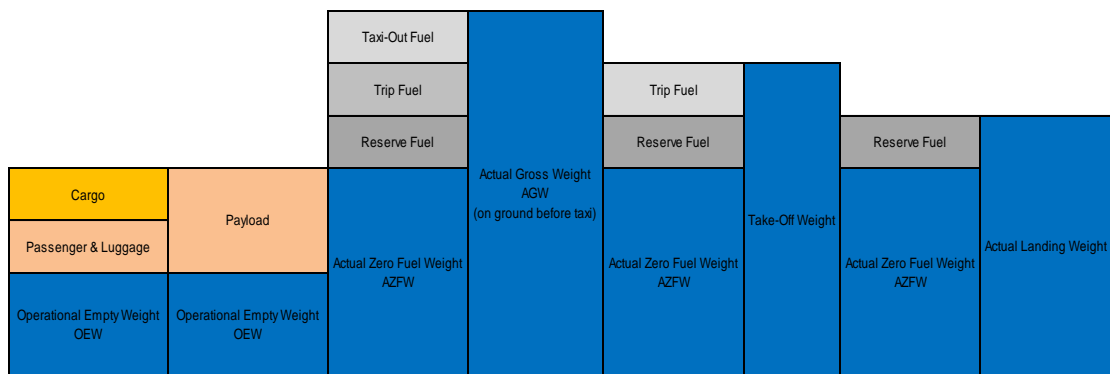 Taxi-Out Fuel
Trip Fuel
Trip Fuel
Reserve Fuel
Reserve Fuel
Reserve Fuel
Cargo
Payload
Passenger & Luggage
Actual Gross Weight
AGW
(on ground before taxi)
Take-Off Weight
Actual Landing Weight
Actual Zero Fuel Weight
AZFW
Actual Zero Fuel Weight
AZFW
Actual Zero Fuel Weight
AZFW
Operational Empty Weight
OEW
Operational Empty Weight
OEW